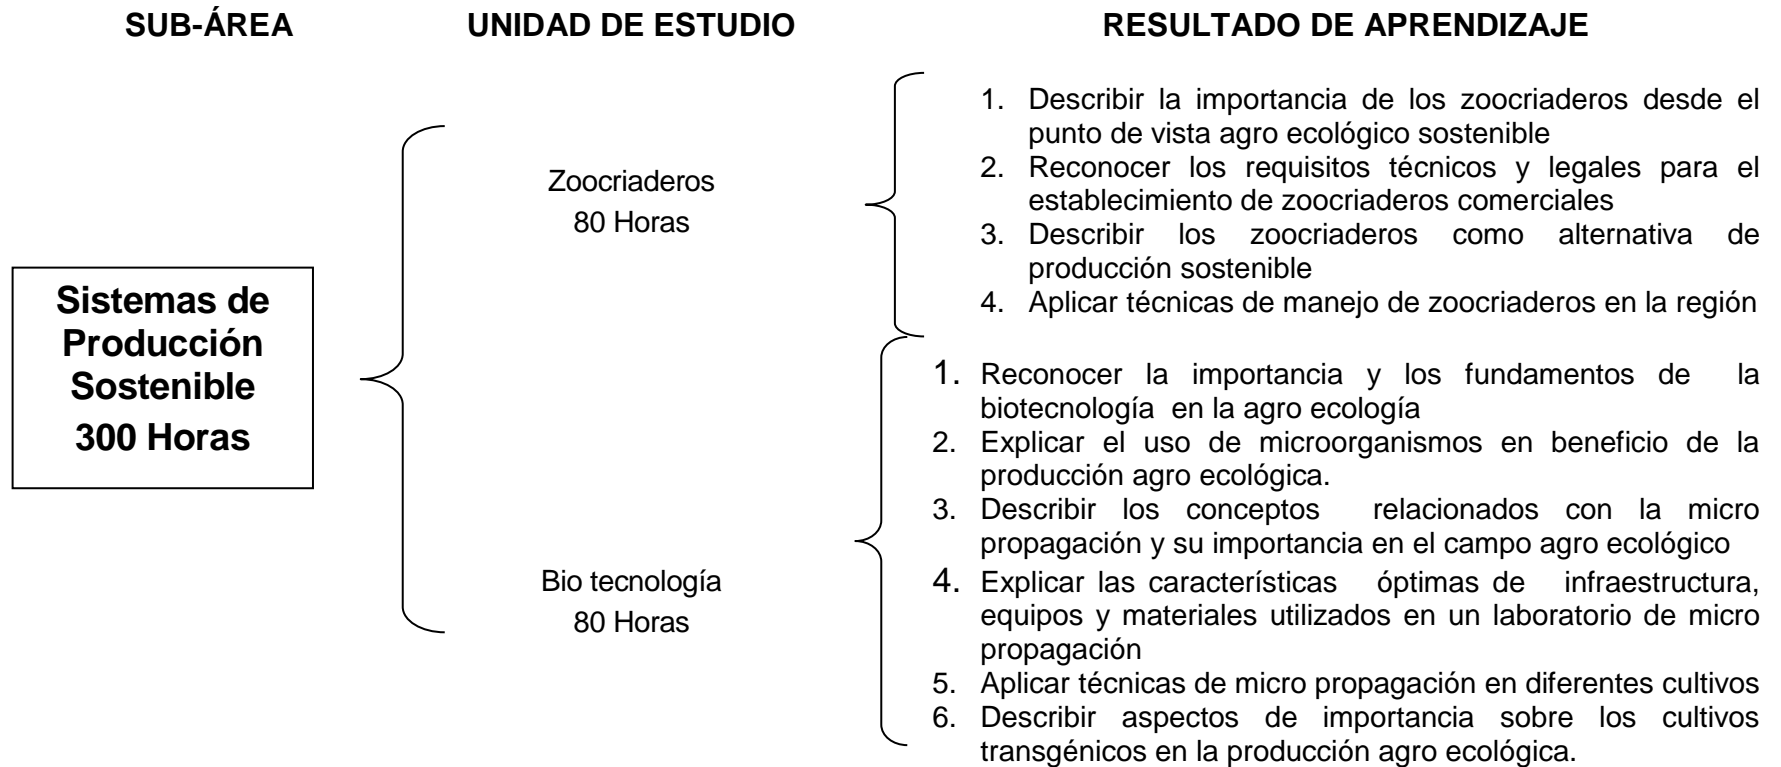 SUB-ÁREA UNIDAD DE ESTUDIO RESULTADO DE APRENDIZAJE
Sistemas de
Producción
Sostenible
300 Horas
Zoocriaderos
80 Horas
1. Describir la importancia de los zoocriaderos desde el
punto de vista agro ecológico sostenible
2. Reconocer los requisitos técnicos y legales para el
establecimiento de zoocriaderos comerciales
3. Describir los zoocriaderos como alternativa de
producción sostenible
4. Aplicar técnicas de manejo de zoocriaderos en la región
Bio tecnología
80 Horas
1. Reconocer la importancia y los fundamentos de la
biotecnología en la agro ecología
2. Explicar el uso de microorganismos en beneficio de la
producción agro ecológica.
3. Describir los conceptos relacionados con la micro
propagación y su importancia en el campo agro ecológico
4. Explicar las características óptimas de infraestructura,
equipos y materiales utilizados en un laboratorio de micro
propagación
5. Aplicar técnicas de micro propagación en diferentes cultivos
6. Describir aspectos de importancia sobre los cultivos
transgénicos en la producción agro ecológica.